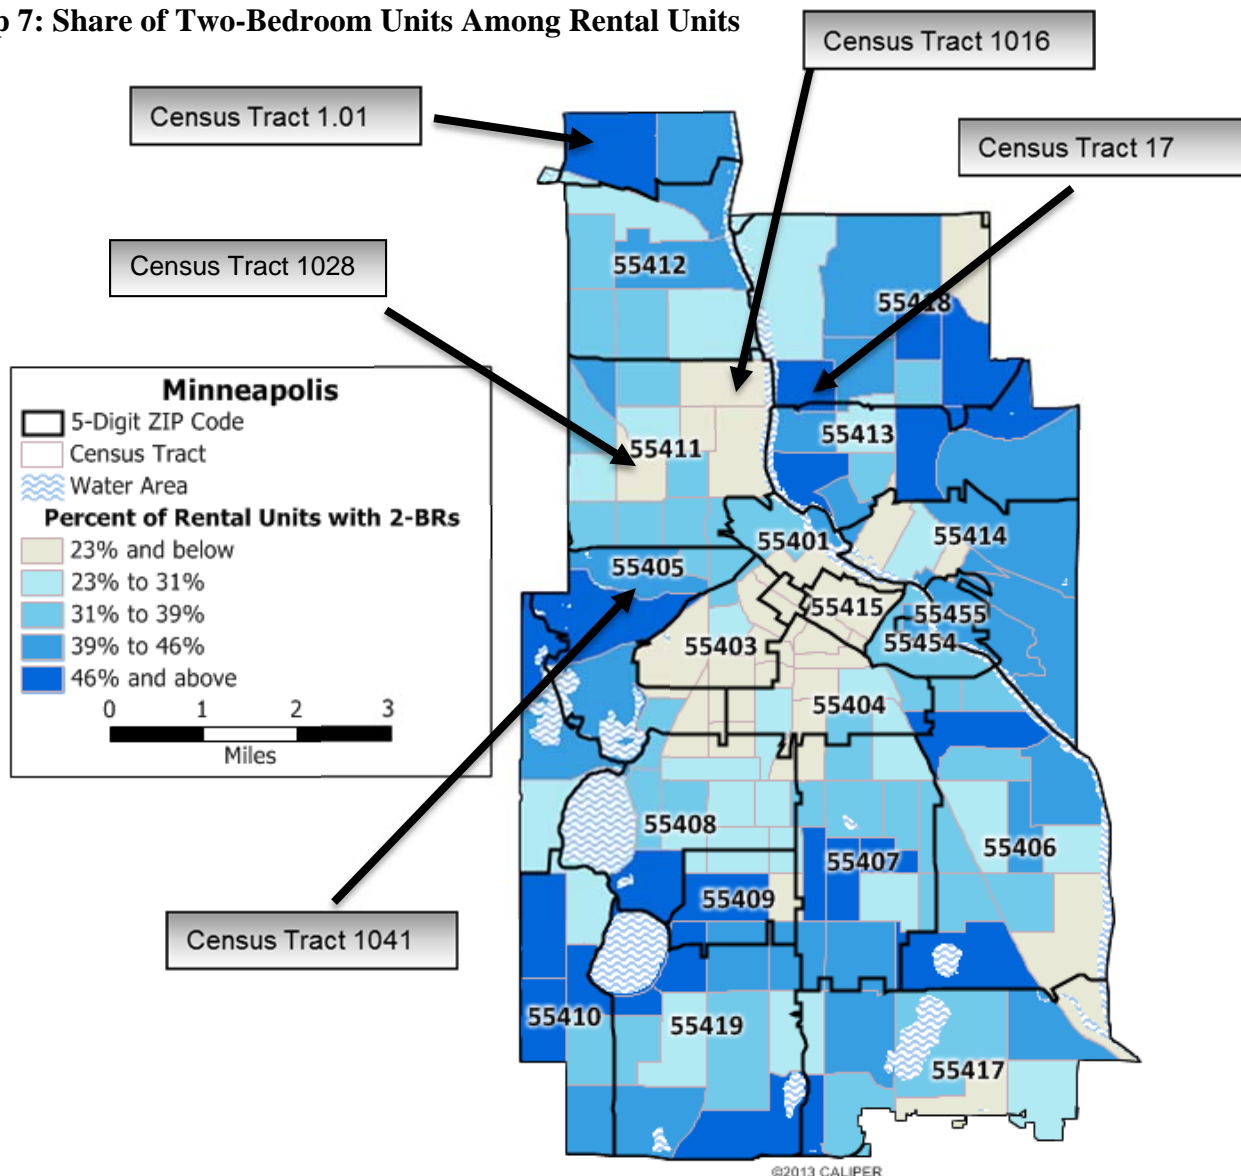 7: Share of Two-Bedroom Units Among Rental Units
Census Tract 1016
Census Tract 1.01
Census Tract 17
Census Tract 1028
55412
55418
Minneapolis
5-Digit ZIP Code
Census Tract
Water Area
Percent of Rental Units with 2-BRs
23% and below
23% to 31%
31% to 39%
39% to 46%
46% and above
0 1 2 3
Miles
55411
55413
55401
55414
55405
55415
55455
55454
55403
55404
55408
55407
55406
55409
Census Tract 1041
55410
55419
55417
©2013 CALIPER